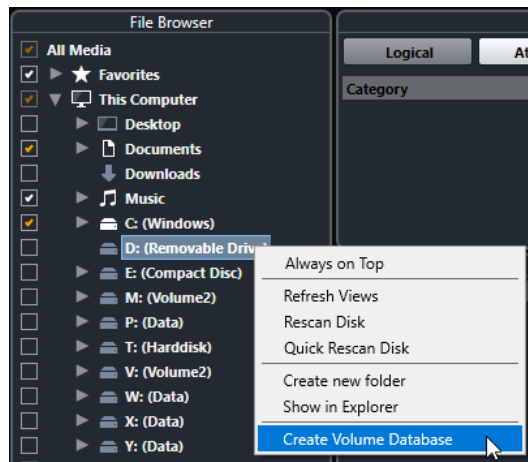 File Browser
All Media
Favorites
This Computer
Desktop
Documents
Downloads
Music
C: (Windows)
D: (Removable Drive)
E: (Compact Disc)
M: (Volume2)
P: (Data)
T: (Harddisk)
V: (Volume2)
W: (Data)
X: (Data)
Y: (Data)
Logical
At
Category
Always on Top
Refresh Views
Rescan Disk
Quick Rescan Disk
Create new folder
Show in Explorer
Create Volume Database